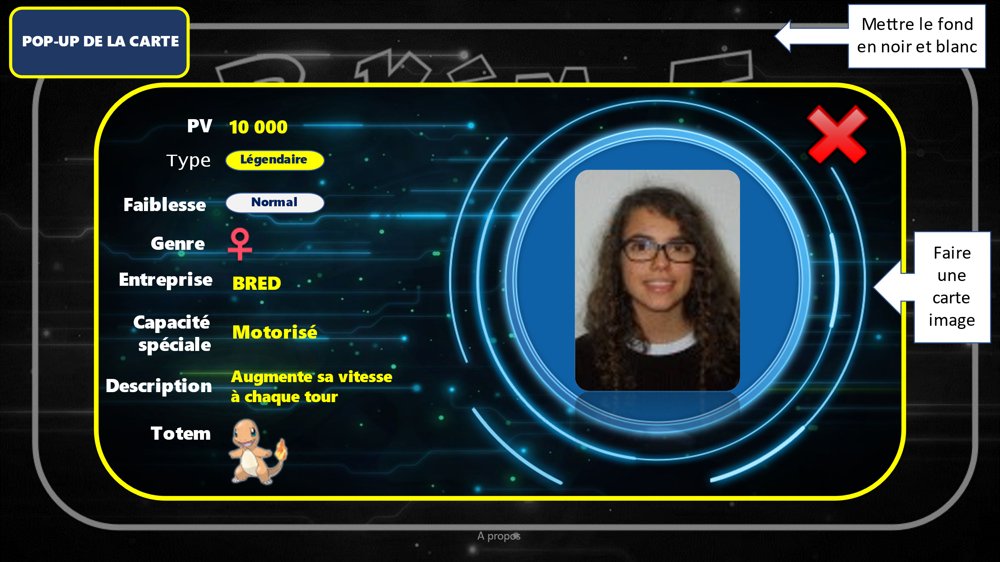 POP-UP DE LA CARTE
Mettre le fond
en noir et blanc
PV 10 000
Type Légendaire
Faiblesse Normal
Genre
Entreprise BRED
Capacité
spéciale
Motorisé
Description
Augmente sa vitesse
à chaque tour
Totem
Faire
une
carte
image
A propos